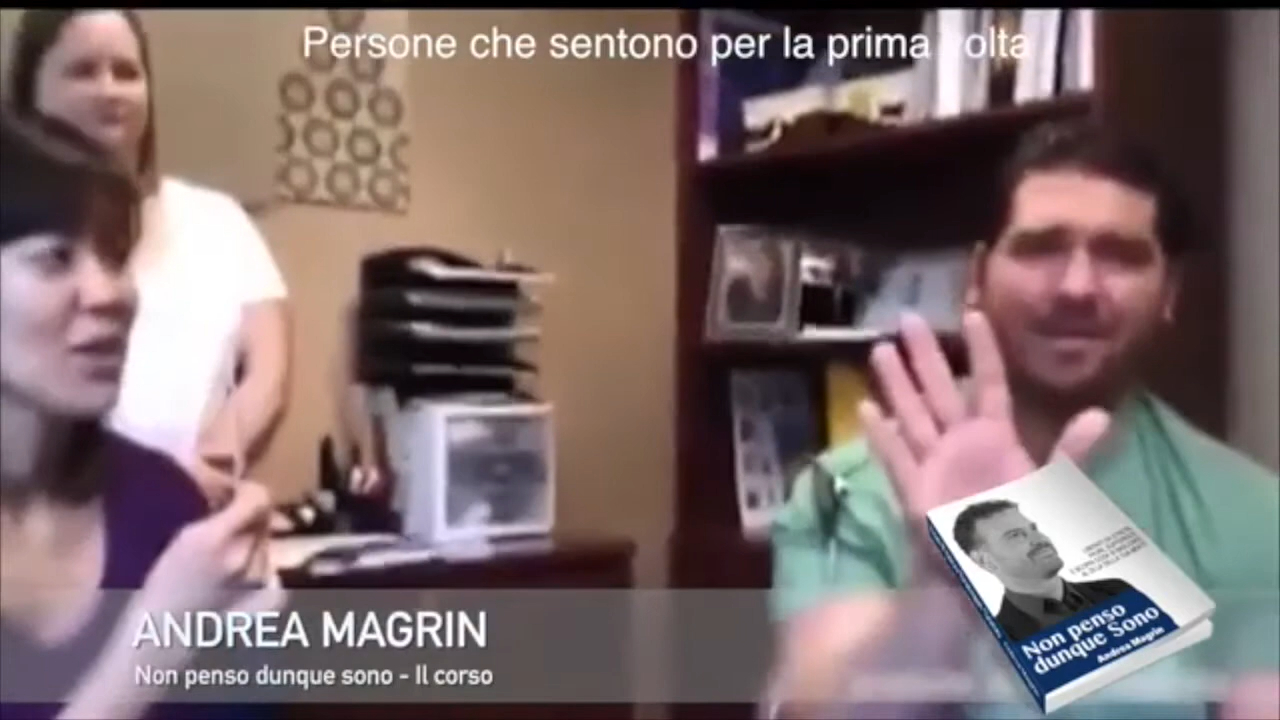 Persone che sentono per la prima volta
ANDREA MAGRIN
Non penso dunque sono - Il corso
Non penso
dunque Sono
Andrea Magrin